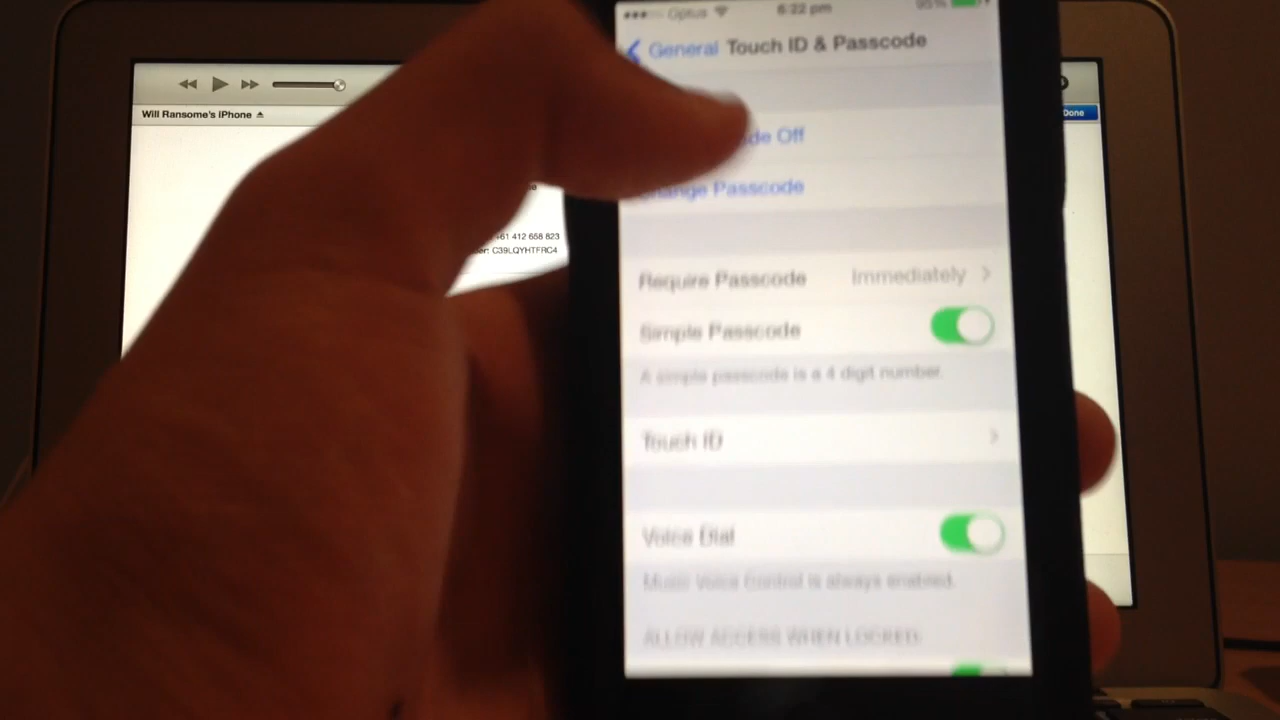 Optus 6:22 pm 95%
General Touch ID & Passcode
Will Ransome's iPhone
Done
Off
Change Passcode
+61 412 658 823
C39LQYHTFRC4
Require Passcode Immediately
Simple Passcode
A simple passcode is a 4 digit number.
Touch ID
Voice Dial
Music Voice Control is always enabled.
ALLOW ACCESS WHEN LOCKED: